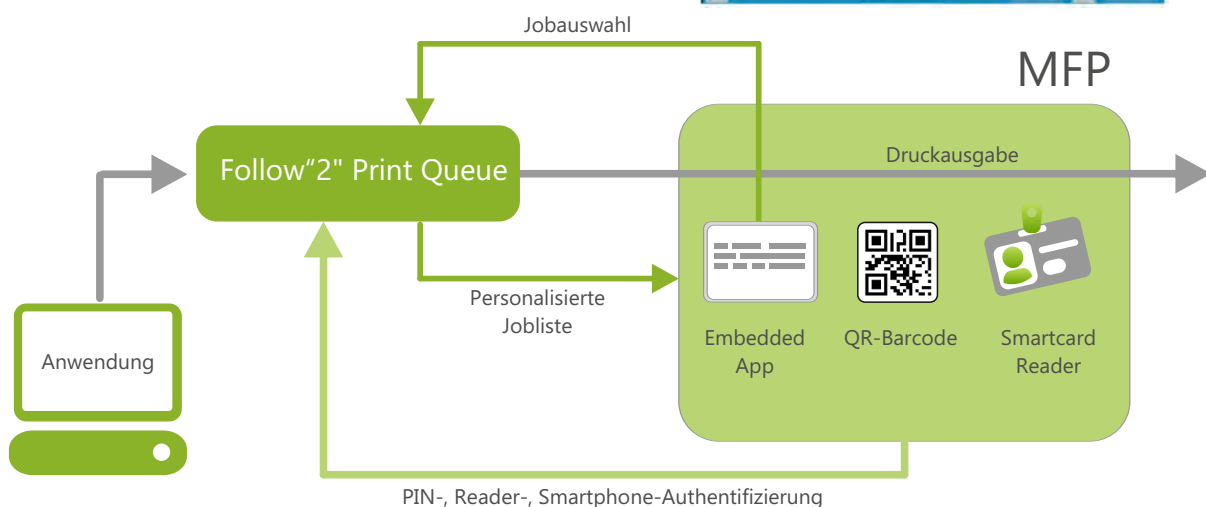 Jobauswahl
MFP
Follow“2" Print Queue
Druckausgabe
Personalisierte
Jobliste
Anwendung
Embedded
App
QR-Barcode
Smartcard
Reader
PIN-, Reader-, Smartphone-Authentifizierung